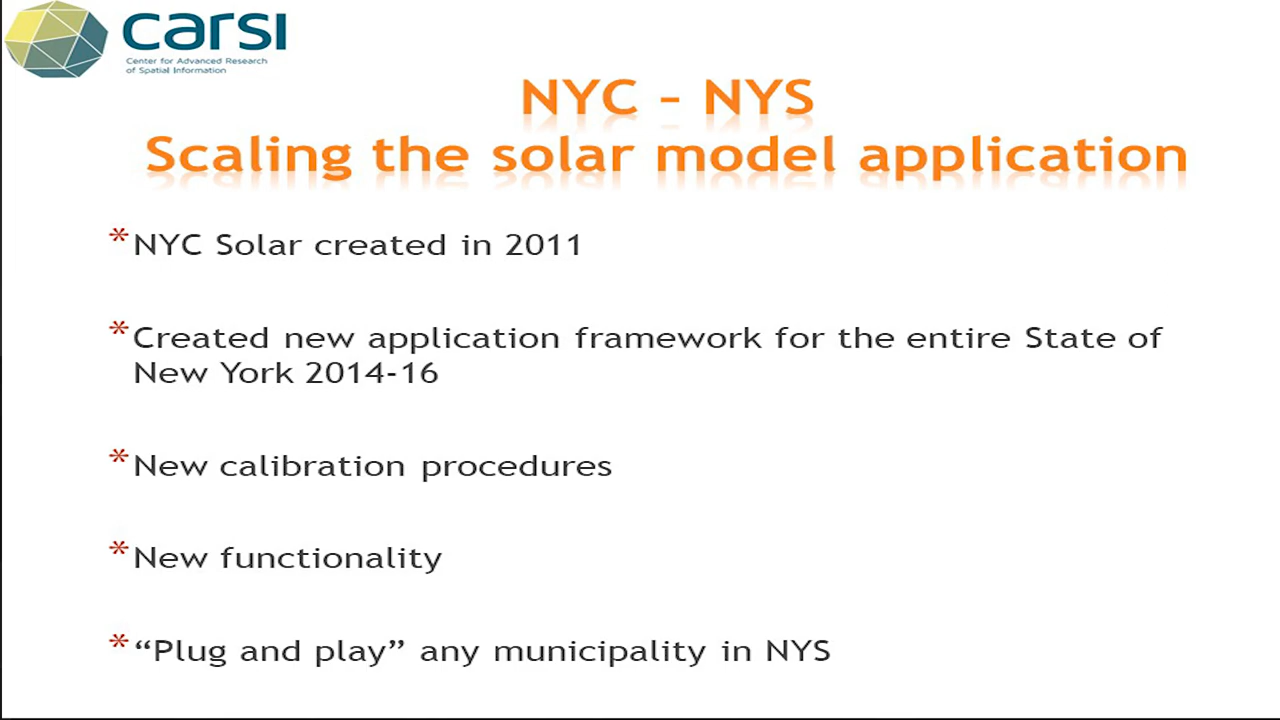 carsi
Center for Advanced Research
of Spatial Information
NYC – NYS
Scaling the solar model application
* NYC Solar created in 2011
* Created new application framework for the entire State of
New York 2014-16
* New calibration procedures
* New functionality
* “Plug and play” any municipality in NYS